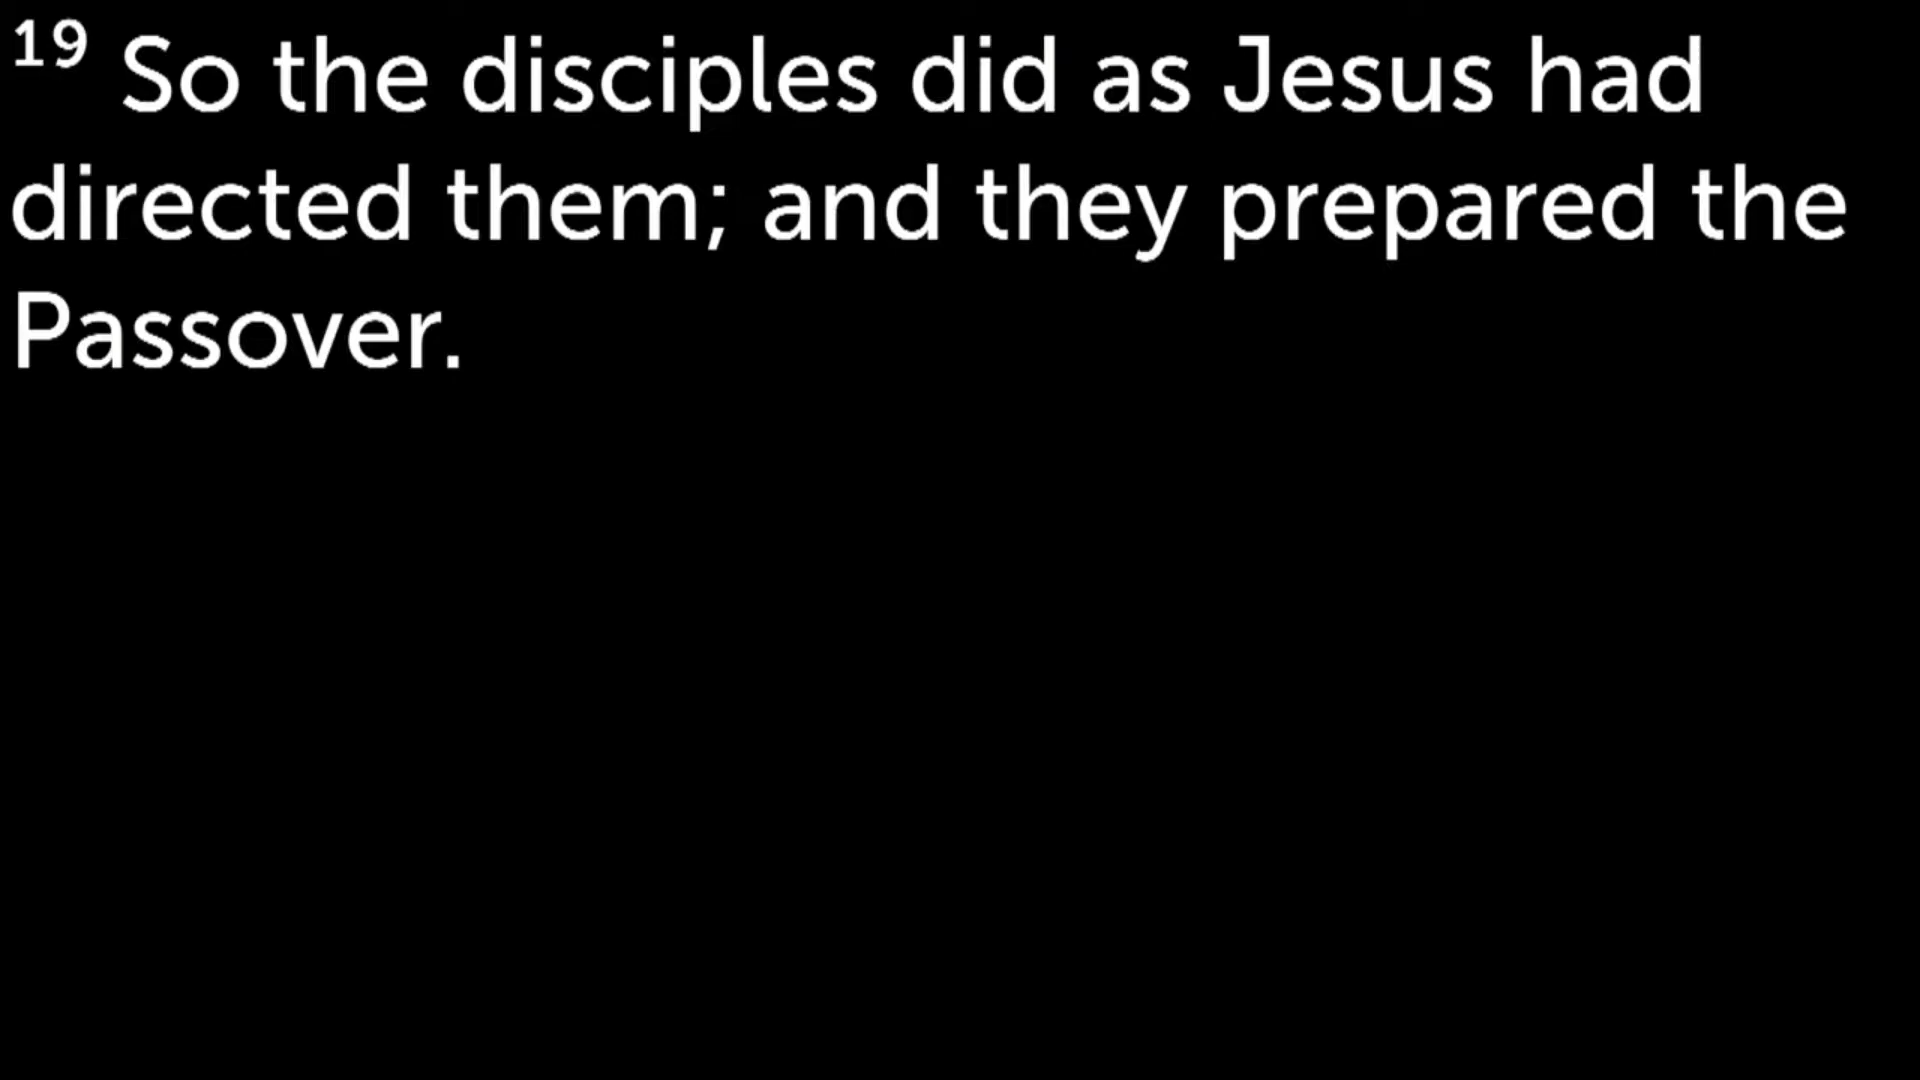 19 So the disciples did as Jesus had
directed them; and they prepared the
Passover.